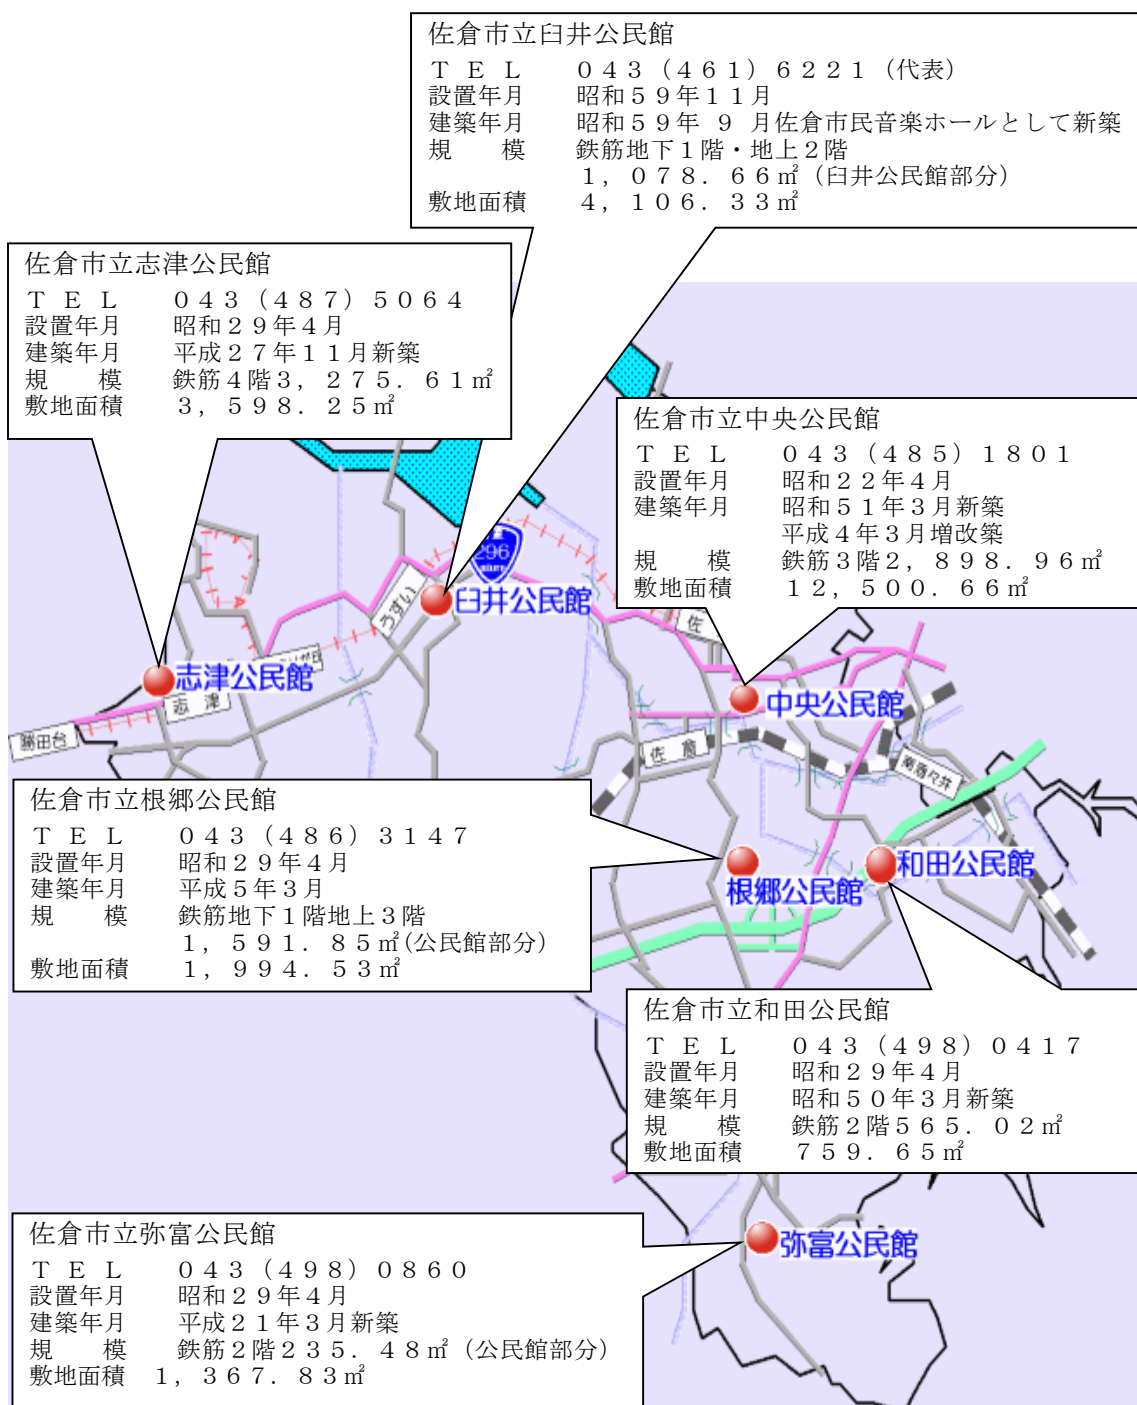 佐倉市立臼井公民館
ＴＥＬ　０４３（４６１）６２２１（代表）
設置年月　昭和５９年１１月
建築年月　昭和５９年　９　月佐倉市民音楽ホールとして新築
規　模　鉄筋地下１階・地上２階
１，０７８．６６㎡（臼井公民館部分）
敷地面積　４，１０６．３３㎡
佐倉市立志津公民館
ＴＥＬ　０４３（４８７）５０６４
設置年月　昭和２９年４月
建築年月　平成２７年１１月新築
規　模　鉄筋４階３，２７５．６１㎡
敷地面積　３，５９８．２５㎡
佐倉市立中央公民館
ＴＥＬ　０４３（４８５）１８０１
設置年月　昭和２２年４月
建築年月　昭和５１年３月新築
平成４年３月増改築
規　模　鉄筋３階２，８９８．９６㎡
敷地面積　１２，５００．６６㎡
296
うすい
臼井公民館
佐
志津公民館
志津
勝田台
中央公民館
佐倉
南酒々井
佐倉市立根郷公民館
ＴＥＬ　０４３（４８６）３１４７
設置年月　昭和２９年４月
建築年月　平成５年３月
規　模　鉄筋地下１階地上３階
１，５９１．８５㎡(公民館部分）
敷地面積　１，９９４．５３㎡
和田公民館
根郷公民館
佐倉市立和田公民館
ＴＥＬ　０４３（４９８）０４１７
設置年月　昭和２９年４月
建築年月　昭和５０年３月新築
規　模　鉄筋２階５６５．０２㎡
敷地面積　７５９．６５㎡
佐倉市立弥富公民館
ＴＥＬ　０４３（４９８）０８６０
設置年月　昭和２９年４月
建築年月　平成２１年３月新築
規　模　鉄筋２階２３５．４８㎡（公民館部分）
敷地面積　１，３６７．８３㎡
弥富公民館